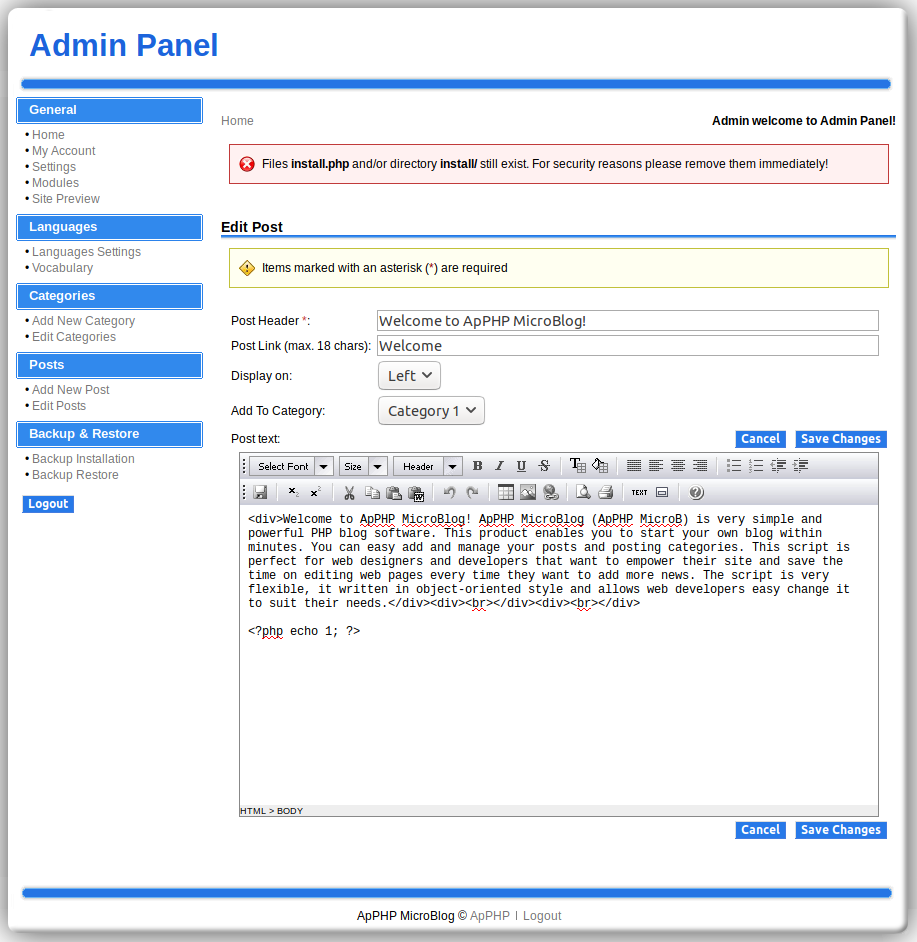 Admin Panel
General
• Home
• My Account
• Settings
• Modules
• Site Preview
Languages
• Languages Settings
• Vocabulary
Categories
• Add New Category
• Edit Categories
Posts
• Add New Post
• Edit Posts
Backup & Restore
• Backup Installation
• Backup Restore
Logout
Home
Admin welcome to Admin Panel!
Files install.php and/or directory install/ still exist. For security reasons please remove them immediately!
Edit Post
Items marked with an asterisk (*) are required
Post Header *: Welcome to ApPHP MicroBlog!
Post Link (max. 18 chars): Welcome
Display on: Left
Add To Category: Category 1
Post text: Cancel Save Changes
Select Font Size Header B I U S T
x₂ x² W TEXT ?
<div>Welcome to ApPHP MicroBlog! ApPHP MicroBlog (ApPHP MicroB) is very simple and
powerful PHP blog software. This product enables you to start your own blog within
minutes. You can easy add and manage your posts and posting categories. This script is
perfect for web designers and developers that want to empower their site and save the
time on editing web pages every time they want to add more news. The script is very
flexible, it written in object-oriented style and allows web developers easy change it
to suit their needs.</div><div><br></div><div><br></div>
<?php echo 1; ?>
HTML > BODY
Cancel Save Changes
ApPHP MicroBlog © ApPHP | Logout